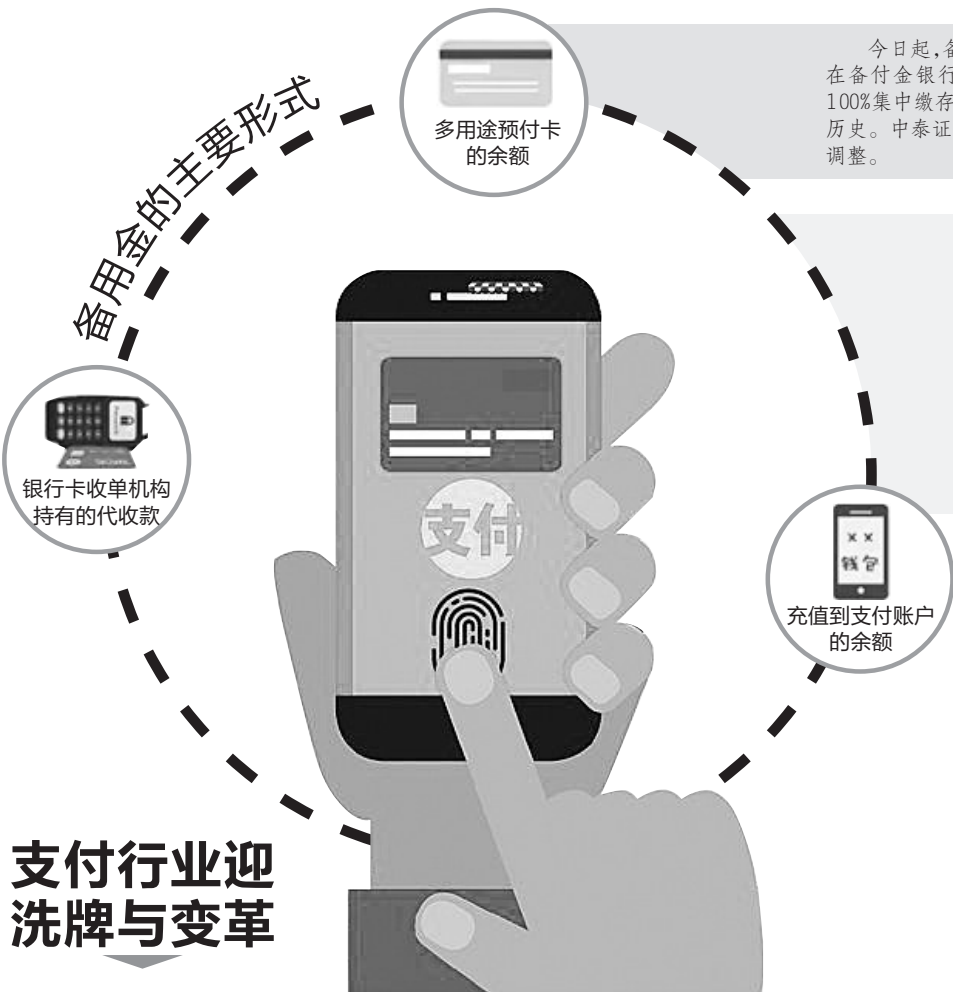 今日起,备
在备付金银行
100%集中缴存
历史。中泰证
调整。
备用金的主要形式
多用途预付卡
的余额
银行卡收单机构
持有的代收款
支付
××
钱包
充值到支付账户
的余额
支付行业迎
洗牌与变革